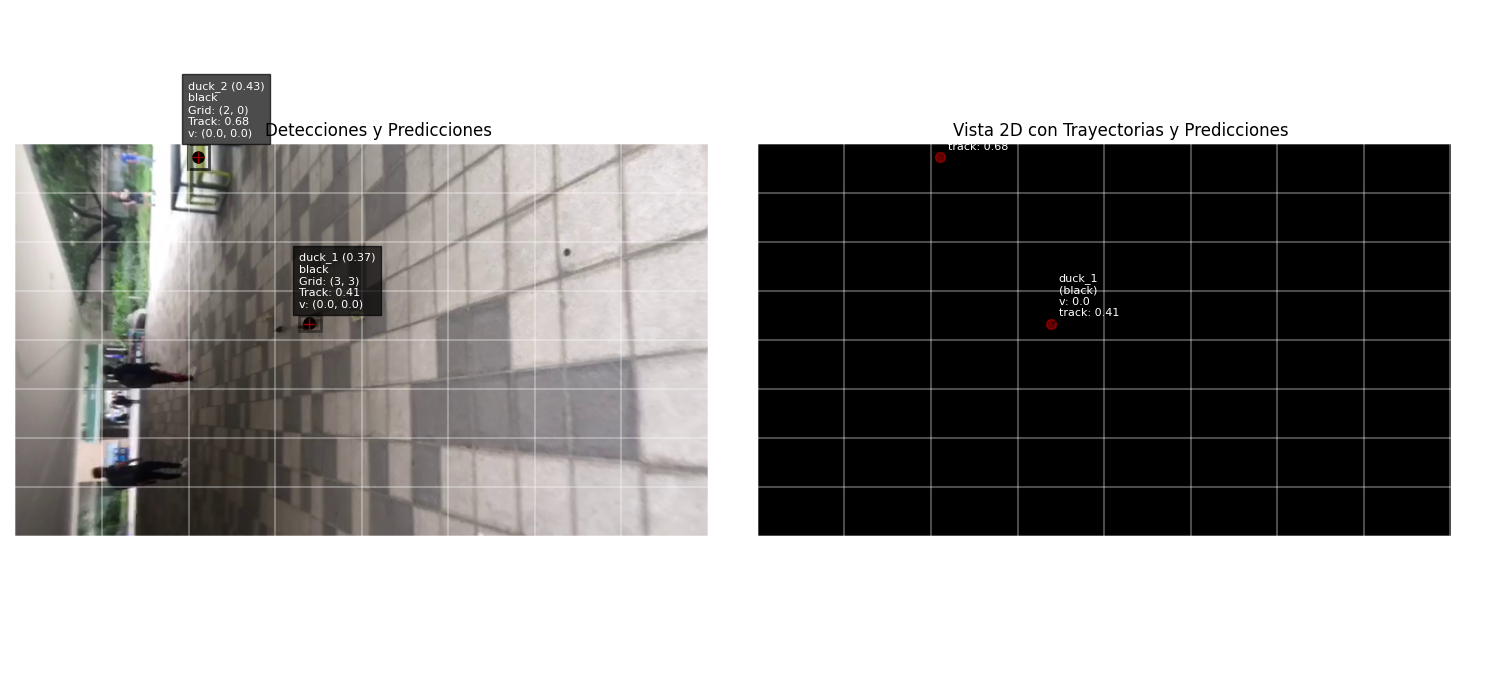 duck_2 (0.43)
black
Grid: (2, 0)
Track: 0.68
v: (0.0, 0.0)
Detecciones y Predicciones
duck_1 (0.37)
black
Grid: (3, 3)
Track: 0.41
v: (0.0, 0.0)
Vista 2D con Trayectorias y Predicciones
track: 0.68
duck_1
(black)
v: 0.0
track: 0.41